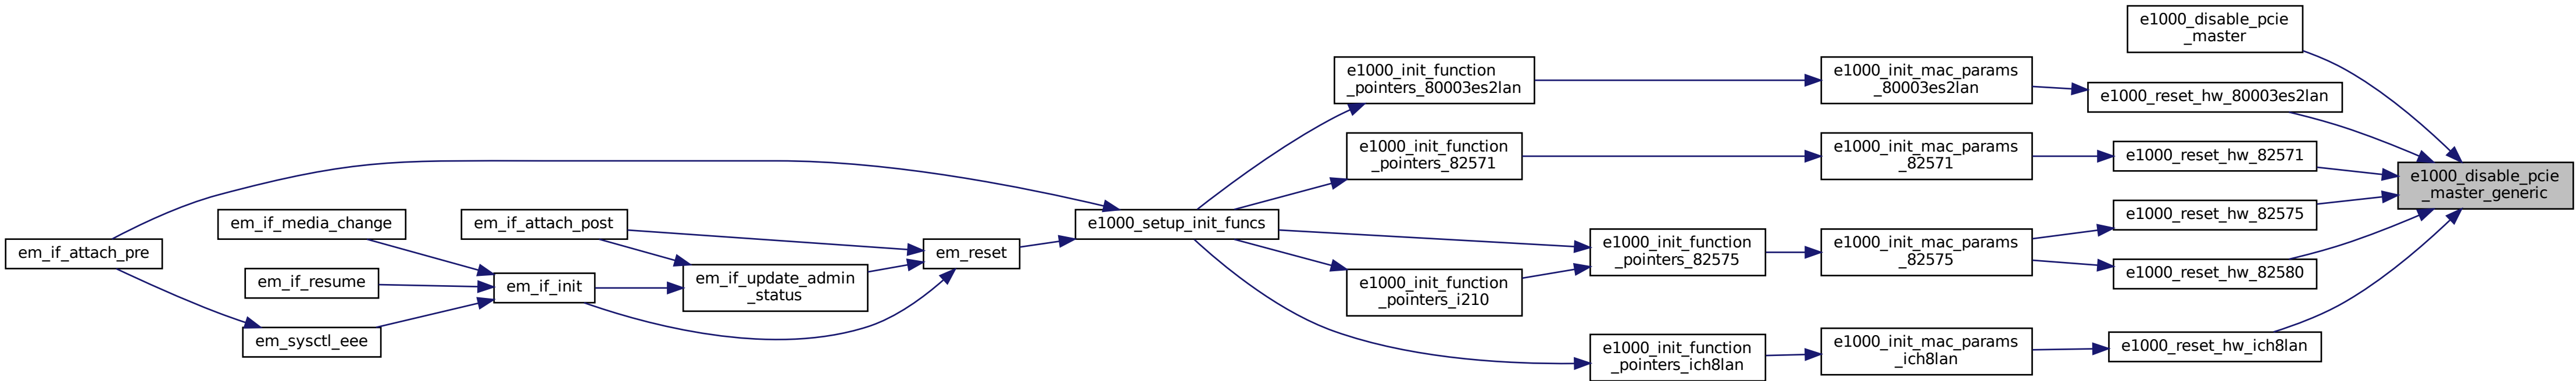 e1000_disable_pcie
_master
e1000_init_function
_pointers_80003es2lan
e1000_init_mac_params
_80003es2lan
e1000_reset_hw_80003es2lan
e1000_init_function
_pointers_82571
e1000_init_mac_params
_82571
e1000_reset_hw_82571
e1000_disable_pcie
_master_generic
em_if_attach_pre
em_if_media_change
em_if_attach_post
e1000_setup_init_funcs
e1000_reset_hw_82575
em_if_resume
em_if_init
em_if_update_admin
_status
em_reset
e1000_init_function
_pointers_82575
e1000_init_mac_params
_82575
e1000_reset_hw_82580
e1000_init_function
_pointers_i210
em_sysctl_eee
e1000_init_function
_pointers_ich8lan
e1000_init_mac_params
_ich8lan
e1000_reset_hw_ich8lan